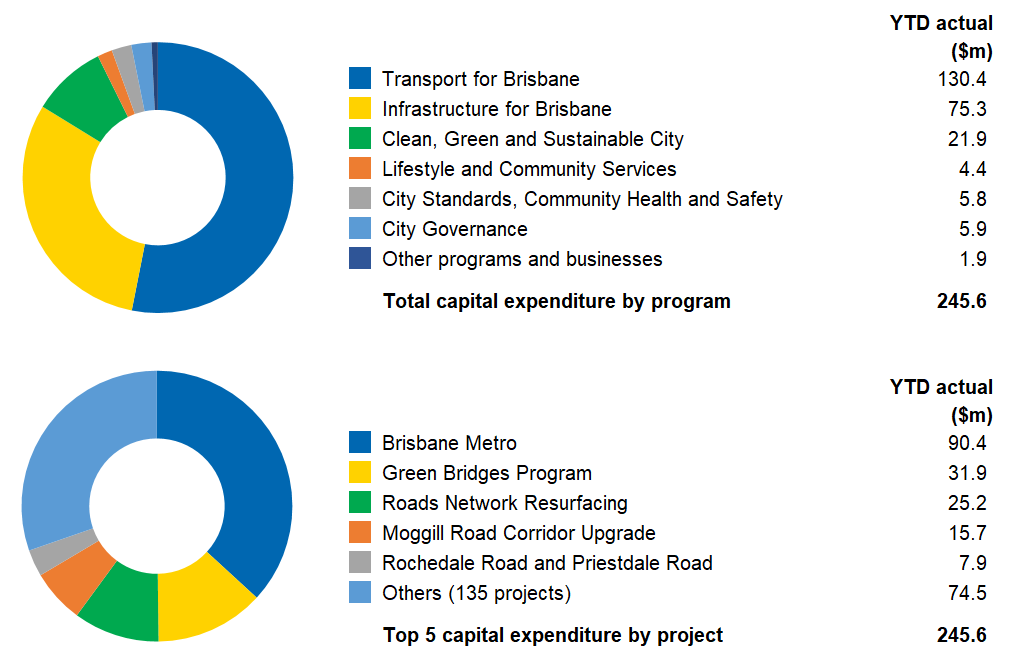 YTD actual
($m)
Transport for Brisbane 130.4
Infrastructure for Brisbane 75.3
Clean, Green and Sustainable City 21.9
Lifestyle and Community Services 4.4
City Standards, Community Health and Safety 5.8
City Governance 5.9
Other programs and businesses 1.9
Total capital expenditure by program 245.6
YTD actual
($m)
Brisbane Metro 90.4
Green Bridges Program 31.9
Roads Network Resurfacing 25.2
Moggill Road Corridor Upgrade 15.7
Rochedale Road and Priestdale Road 7.9
Others (135 projects) 74.5
Top 5 capital expenditure by project 245.6